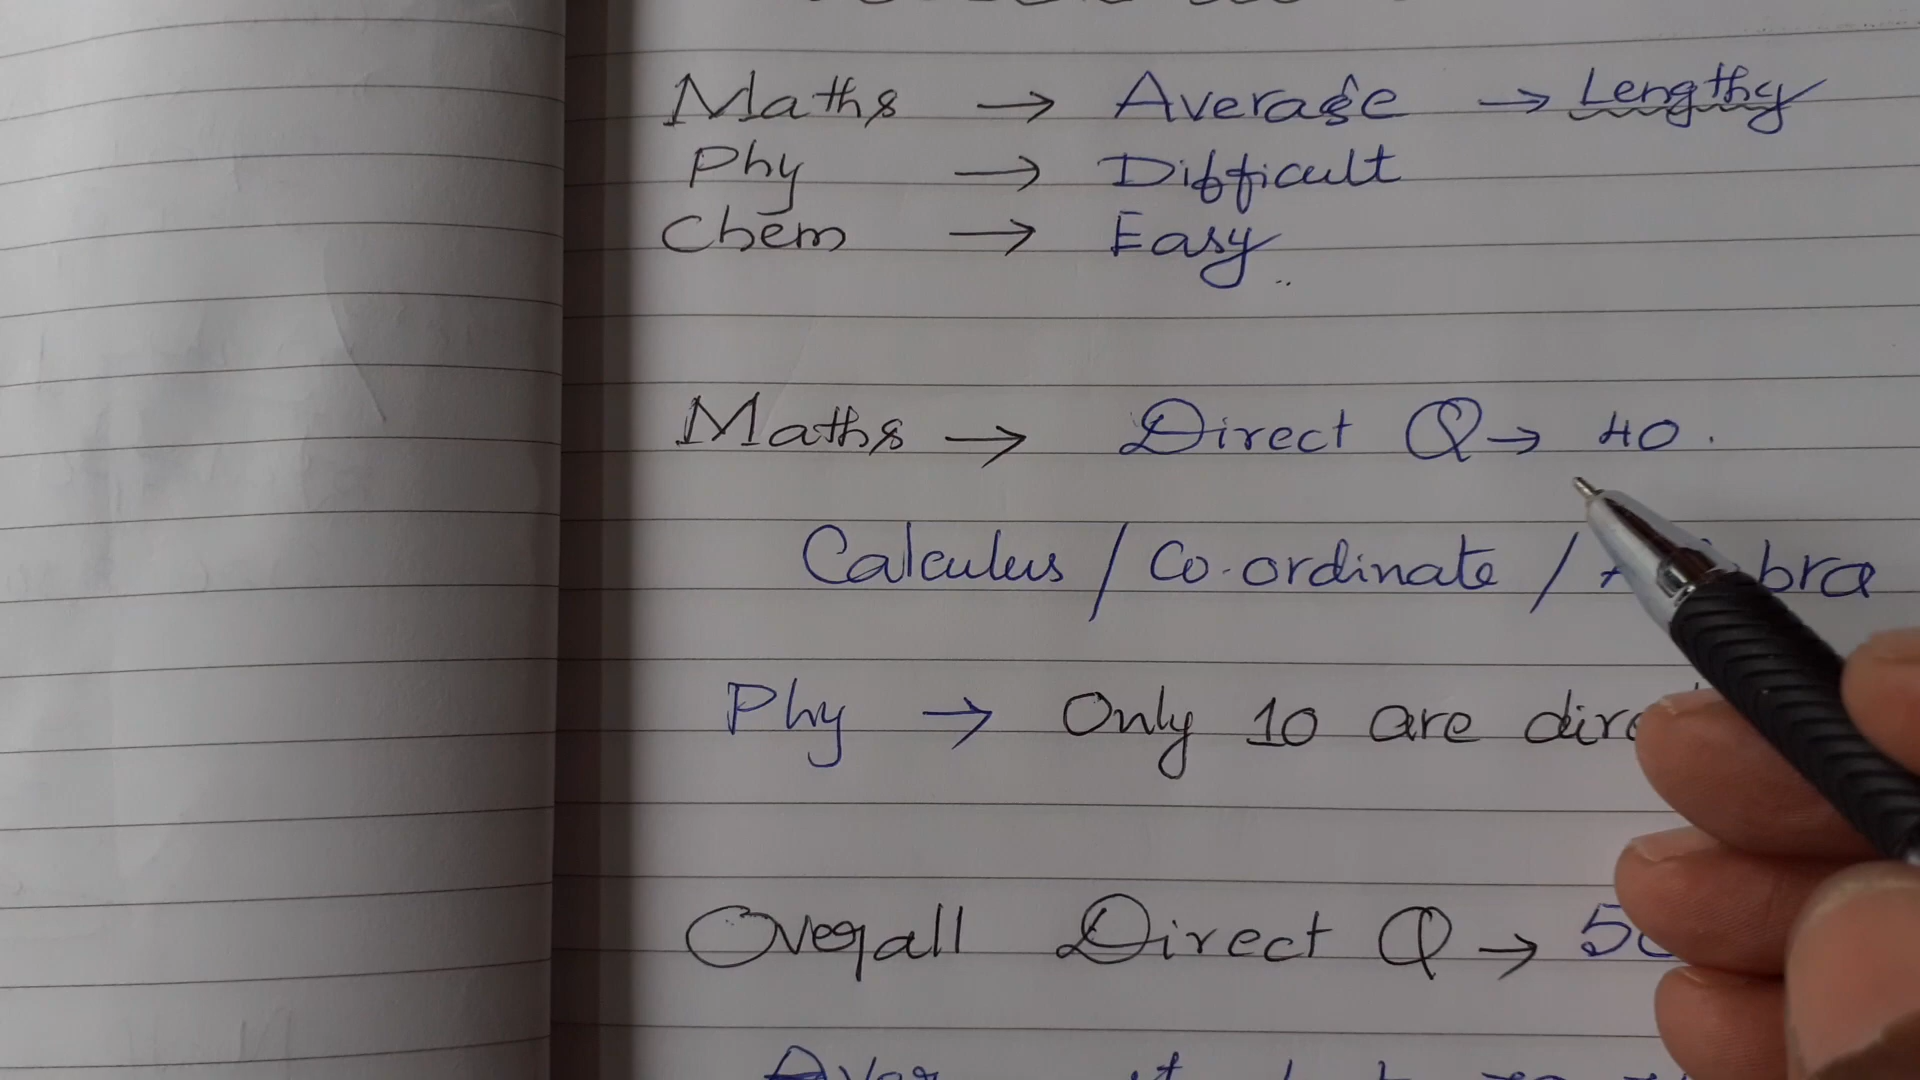 Maths → Average → Lengthy
Phy → Difficult
Chem → Easy
Maths → Direct Q → 40.
Calculus / Co-ordinate /
Phy → Only 10 are
Overall Direct Q →